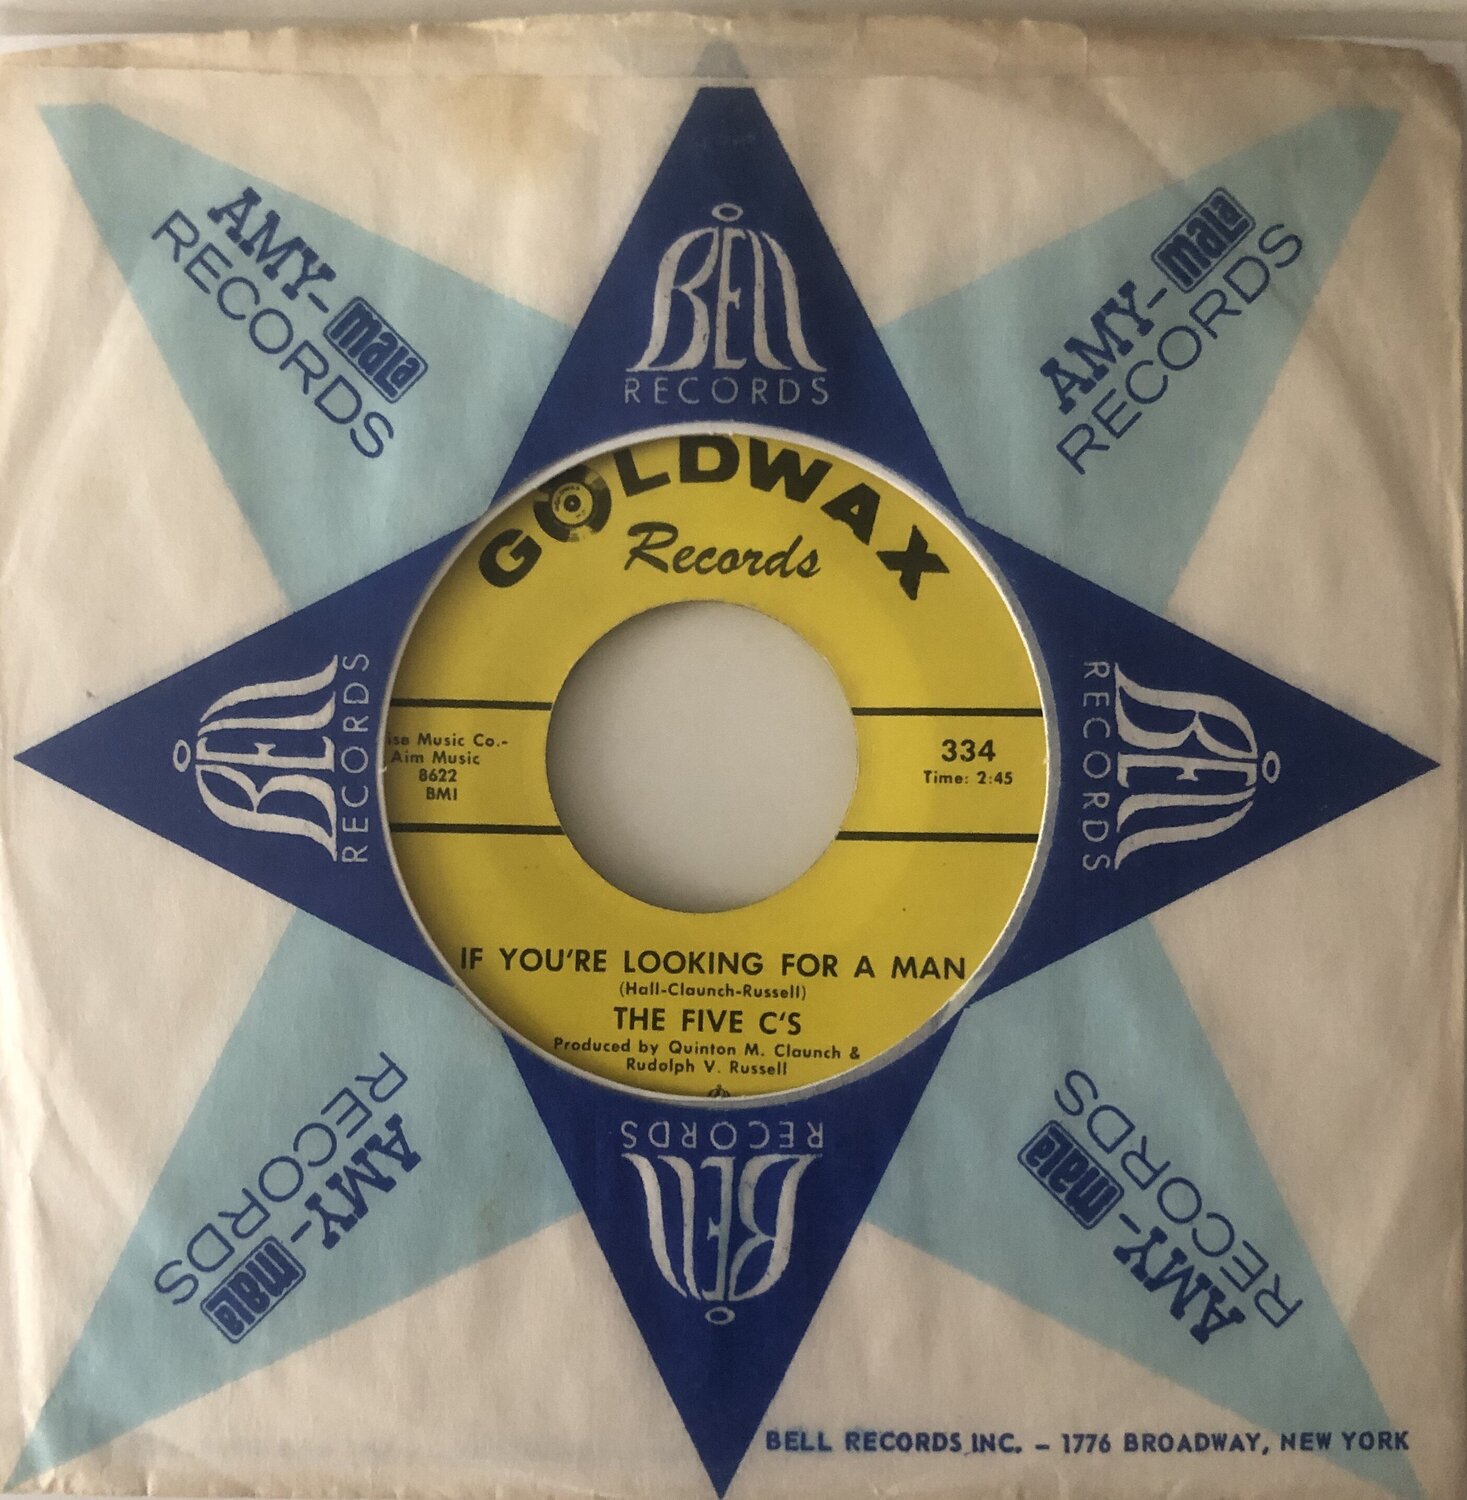 AMY-mala
RECORDS
BELL
RECORDS
AMY-mala
RECORDS
GOLDWAX
Records
BELL
RECORDS
Music Co.-
Aim Music
8622
BMI
334
Time: 2:45
BELL
RECORDS
IF YOU'RE LOOKING FOR A MAN
(Hall-Claunch-Russell)
THE FIVE C'S
Produced by Quinton M. Claunch &
Rudolph V. Russell
AMY-mala
RECORDS
BELL
RECORDS
AMY-mala
RECORDS
BELL RECORDS INC. – 1776 BROADWAY, NEW YORK